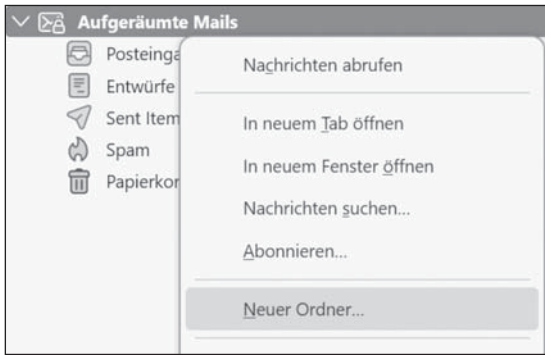 Aufgeräumte Mails
Posteinga
Entwürfe
Sent Item
Spam
Papierkor
Nachrichten abrufen
In neuem Tab öffnen
In neuem Fenster öffnen
Nachrichten suchen...
Abonnieren...
Neuer Ordner...